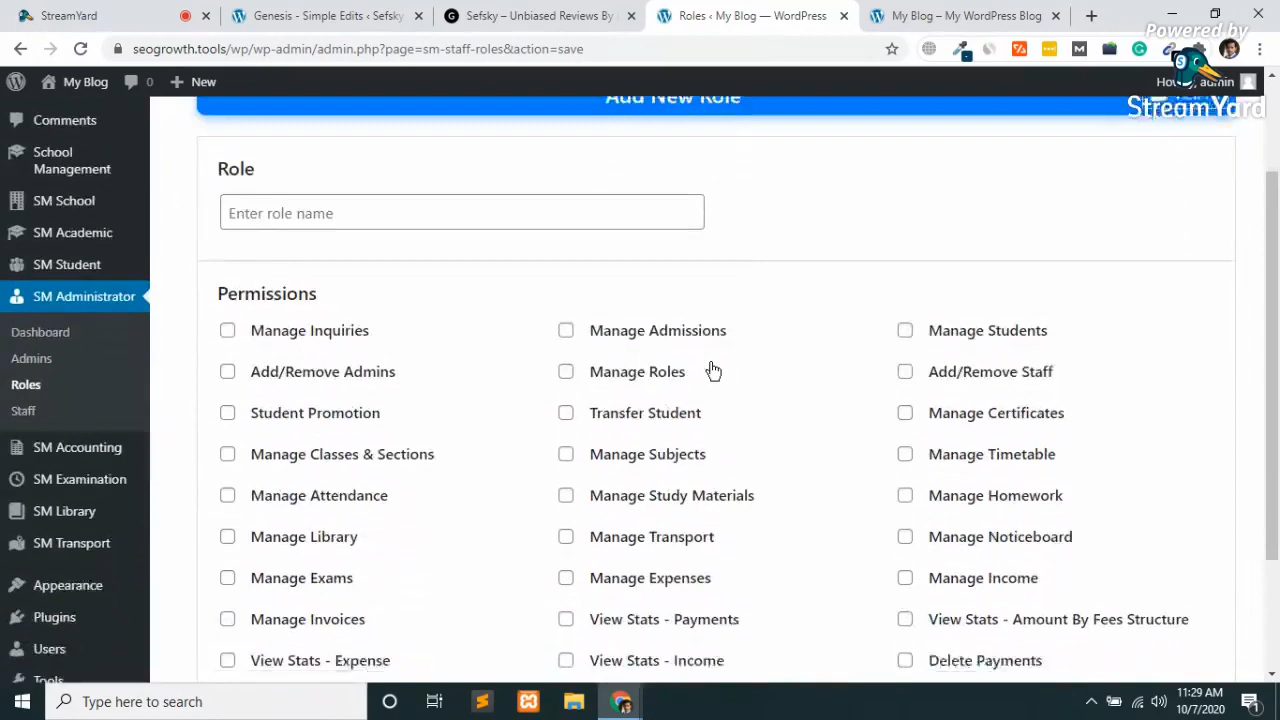 StreamYard
Genesis - Simple Edits ‹ Sefsky
Sefsky – Unbiased Reviews By
Roles ‹ My Blog — WordPress
My Blog – My WordPress Blog
seogrowth.tools/wp/wp-admin/admin.php?page=sm-staff-roles&action=save
Powered by
StreamYard
My Blog
0
New
Howdy, admin
Comments
School
Management
SM School
SM Academic
SM Student
SM Administrator
Dashboard
Admins
Roles
Staff
SM Accounting
SM Examination
SM Library
SM Transport
Appearance
Plugins
Users
Tools
Add New Role
Role
Enter role name
Permissions
Manage Inquiries
Manage Admissions
Manage Students
Add/Remove Admins
Manage Roles
Add/Remove Staff
Student Promotion
Transfer Student
Manage Certificates
Manage Classes & Sections
Manage Subjects
Manage Timetable
Manage Attendance
Manage Study Materials
Manage Homework
Manage Library
Manage Transport
Manage Noticeboard
Manage Exams
Manage Expenses
Manage Income
Manage Invoices
View Stats - Payments
View Stats - Amount By Fees Structure
View Stats - Expense
View Stats - Income
Delete Payments
Type here to search
11:29 AM
10/7/2020